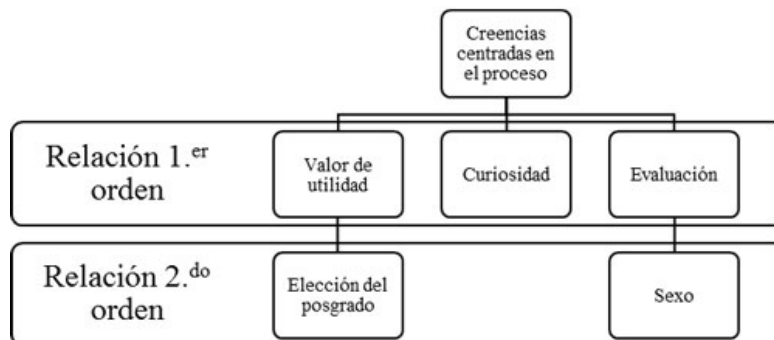 Creencias
centradas en
el proceso
Relación 1.er
orden
Valor de
utilidad
Curiosidad
Evaluación
Relación 2.do
orden
Elección del
posgrado
Sexo